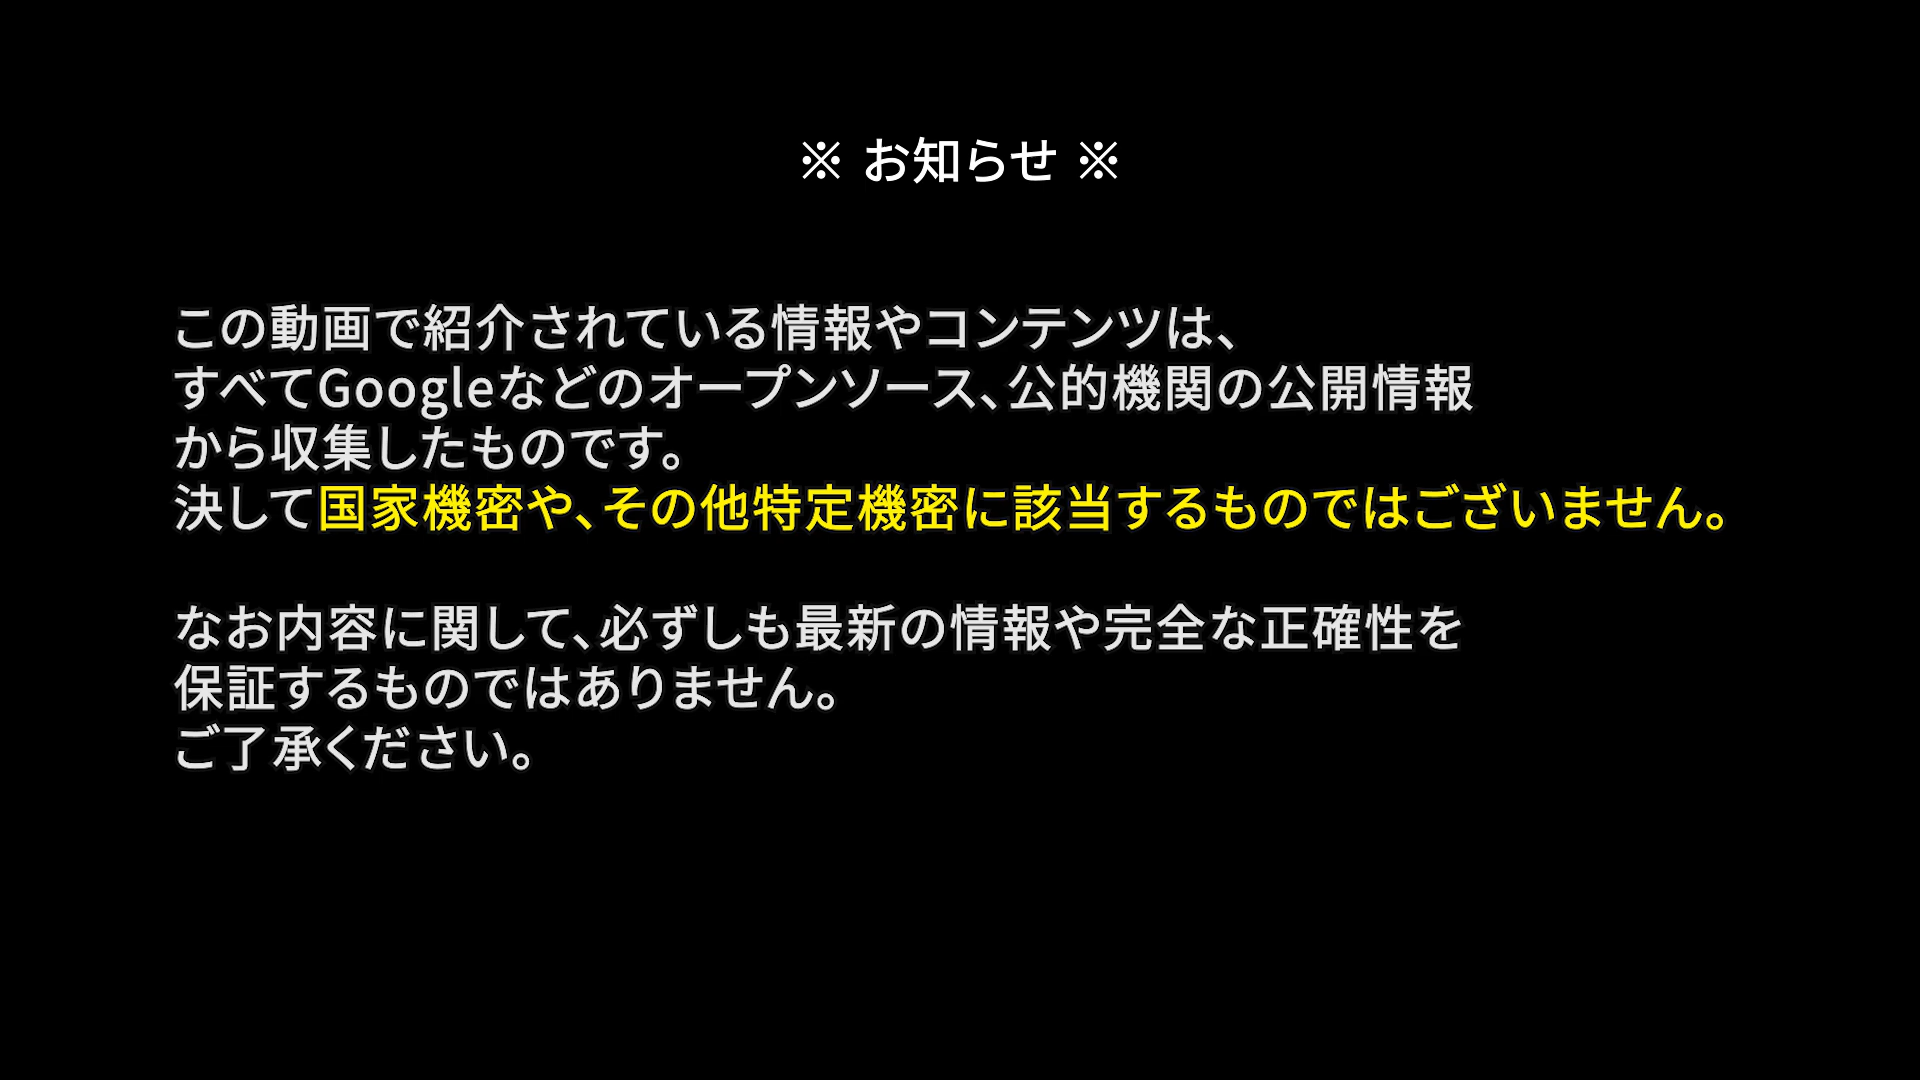 ※ お知らせ ※
この動画で紹介されている情報やコンテンツは、
すべてGoogleなどのオープンソース、公的機関の公開情報
から収集したものです。
決して国家機密や、その他特定機密に該当するものではございません。
なお内容に関して、必ずしも最新の情報や完全な正確性を
保証するものではありません。
ご了承ください。